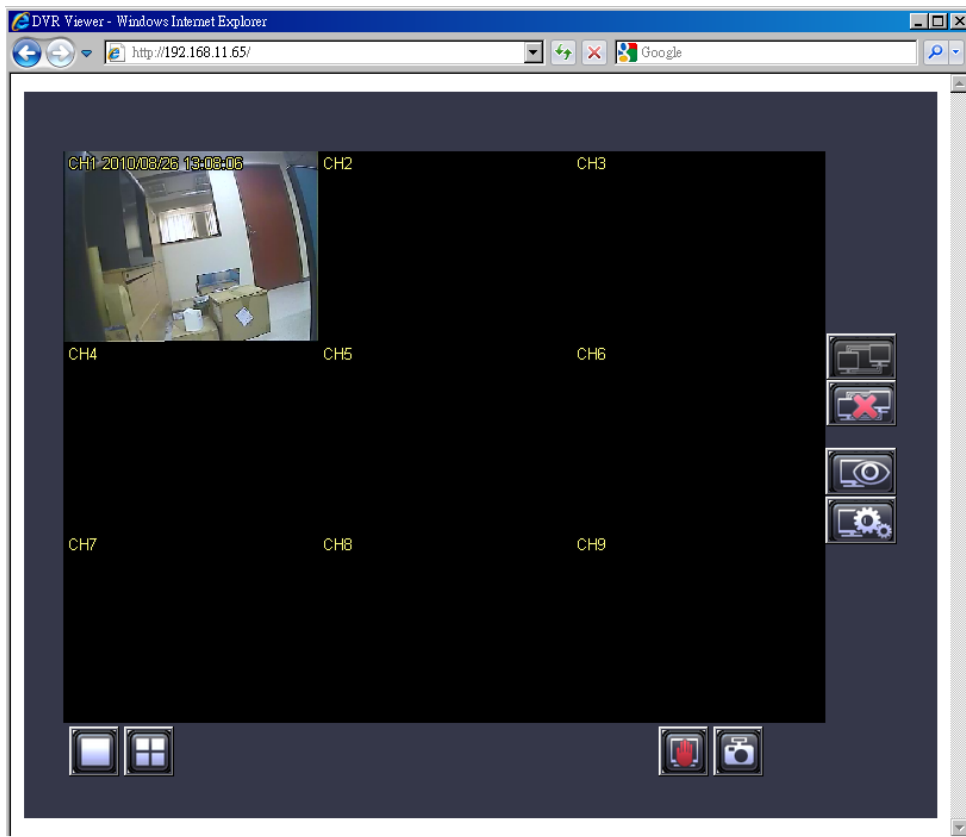 DVR Viewer - Windows Internet Explorer
http://192.168.11.65/
Google
CH1 2010/08/26 13:08:06
CH2
CH3
CH4
CH5
CH6
CH7
CH8
CH9